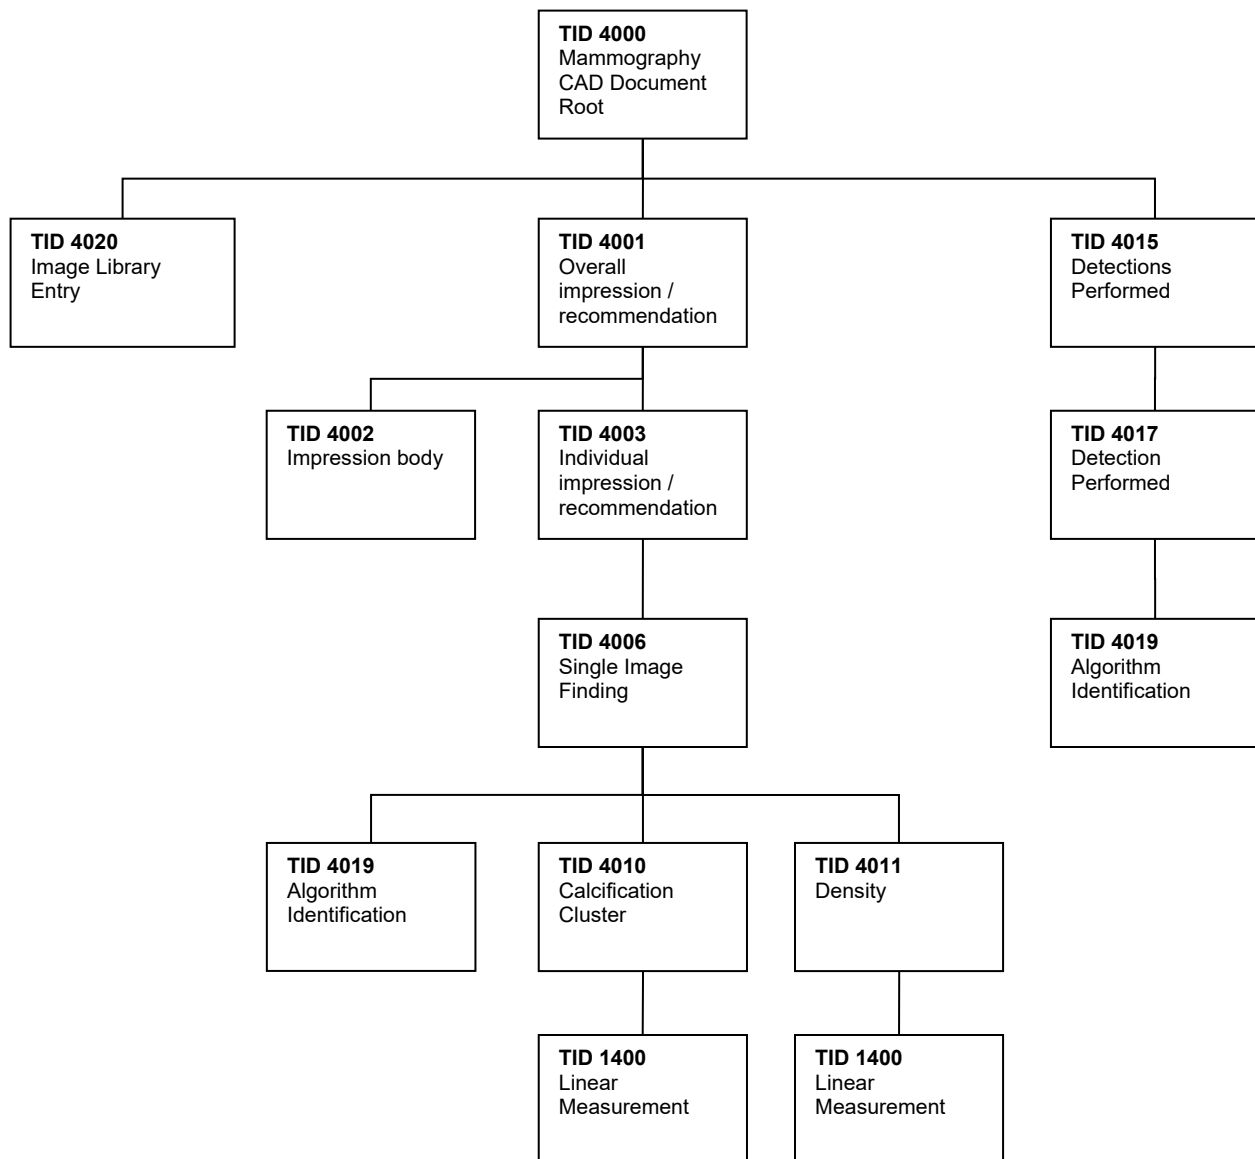 TID 4000
Mammography
CAD Document
Root
TID 4020
Image Library
Entry
TID 4001
Overall
impression /
recommendation
TID 4015
Detections
Performed
TID 4002
Impression body
TID 4003
Individual
impression /
recommendation
TID 4017
Detection
Performed
TID 4006
Single Image
Finding
TID 4019
Algorithm
Identification
TID 4019
Algorithm
Identification
TID 4010
Calcification
Cluster
TID 4011
Density
TID 1400
Linear
Measurement
TID 1400
Linear
Measurement